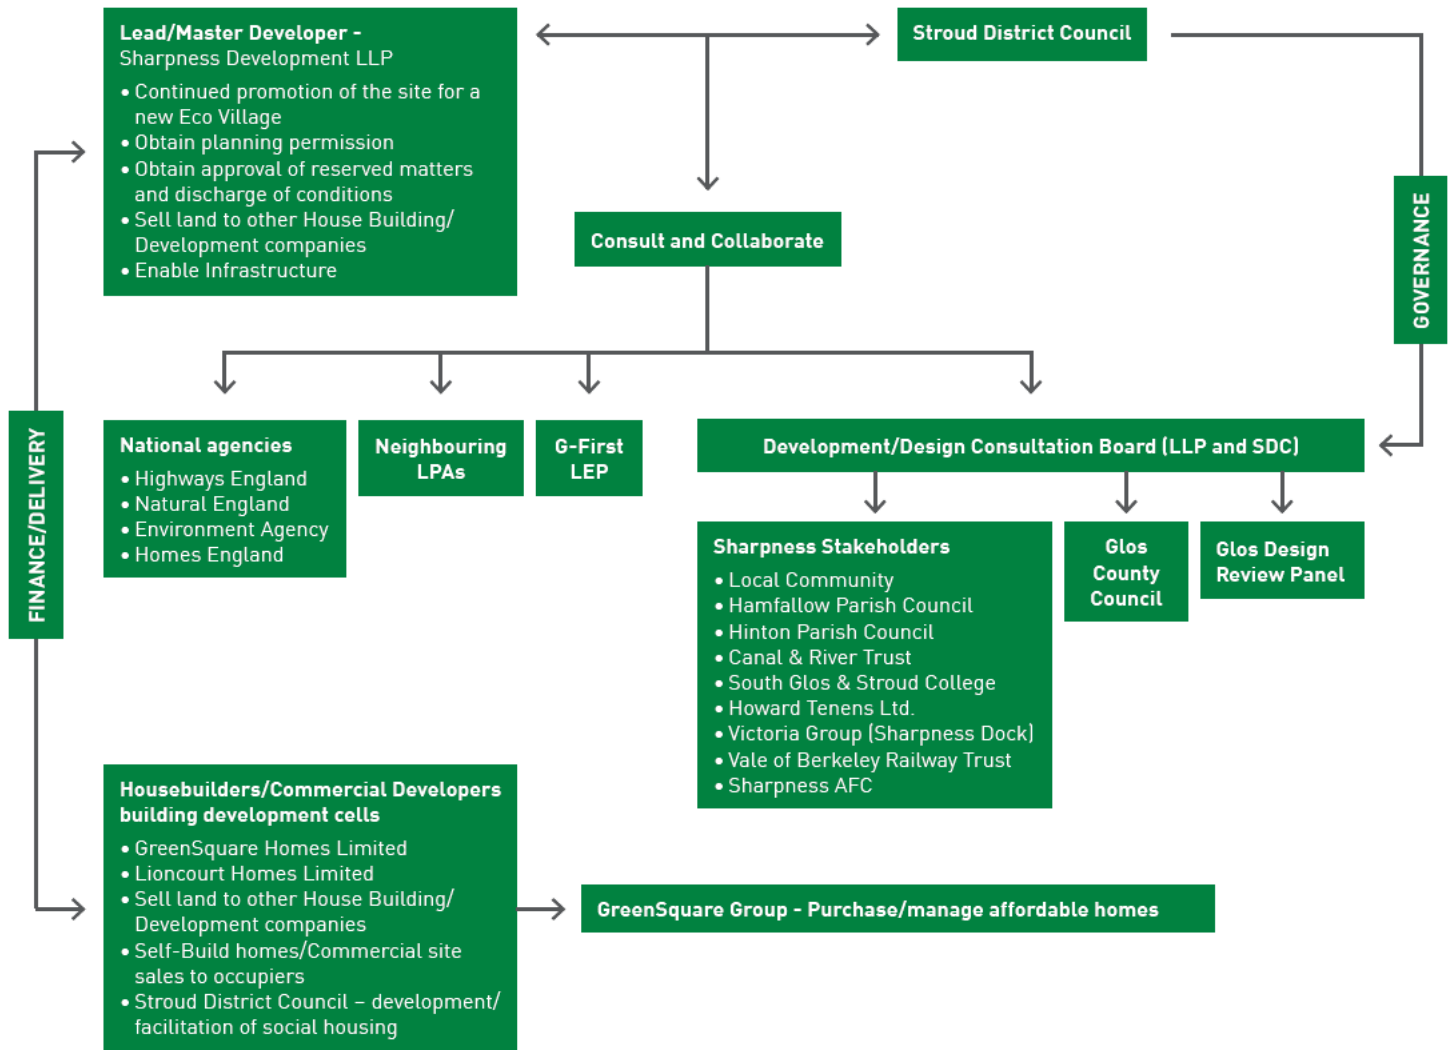 Lead/Master Developer -
Sharpness Development LLP
• Continued promotion of the site for a
new Eco Village
• Obtain planning permission
• Obtain approval of reserved matters
and discharge of conditions
• Sell land to other House Building/
Development companies
• Enable Infrastructure
Stroud District Council
Consult and Collaborate
GOVERNANCE
FINANCE/DELIVERY
National agencies
• Highways England
• Natural England
• Environment Agency
• Homes England
Neighbouring
LPAs
G-First
LEP
Development/Design Consultation Board (LLP and SDC)
Sharpness Stakeholders
• Local Community
• Hamfallow Parish Council
• Hinton Parish Council
• Canal & River Trust
• South Glos & Stroud College
• Howard Tenens Ltd.
• Victoria Group (Sharpness Dock)
• Vale of Berkeley Railway Trust
• Sharpness AFC
Glos
County
Council
Glos Design
Review Panel
Housebuilders/Commercial Developers
building development cells
• GreenSquare Homes Limited
• Lioncourt Homes Limited
• Sell land to other House Building/
Development companies
• Self-Build homes/Commercial site
sales to occupiers
• Stroud District Council – development/
facilitation of social housing
GreenSquare Group - Purchase/manage affordable homes